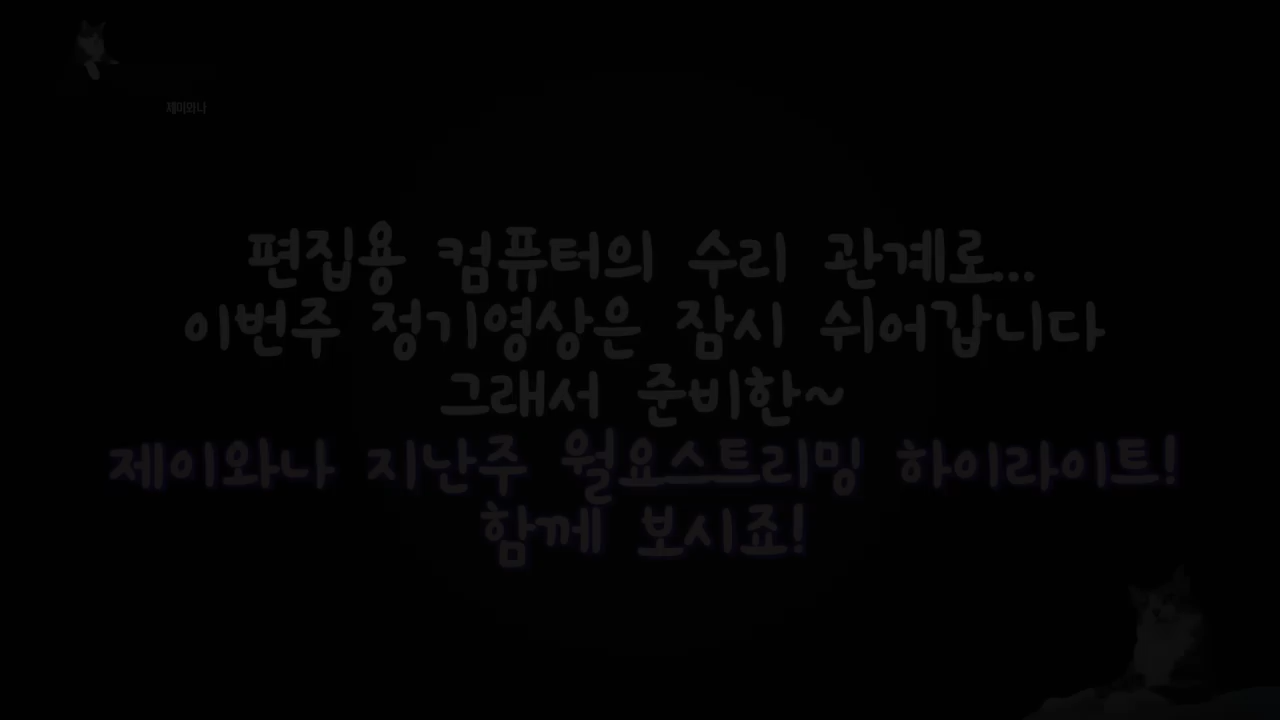 제이와나
편집용 컴퓨터의 수리 관계로...
이번주 정기영상은 잠시 쉬어갑니다
그래서 준비한~
제이와나 지난주 월요스트리밍 하이라이트!
함께 보시죠!